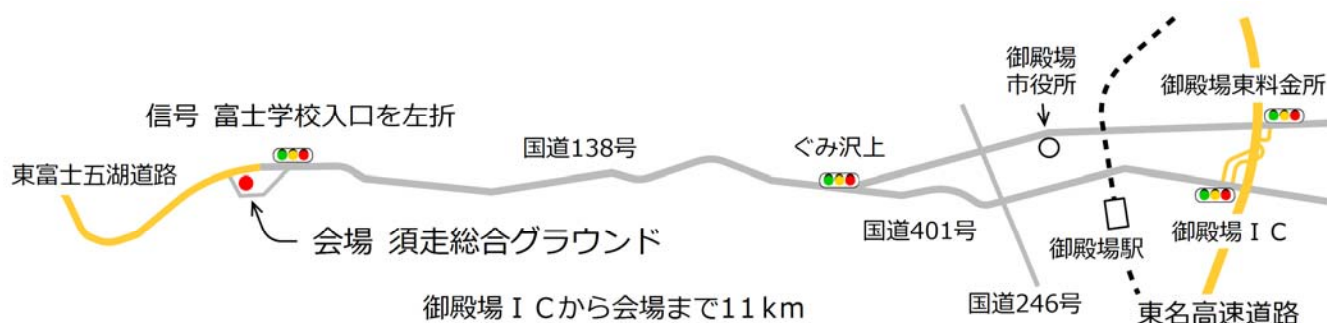 御殿場
市役所
御殿場東料金所
信号 富士学校入口を左折
国道138号
ぐみ沢上
東富士五湖道路
会場 須走総合グラウンド
国道401号
御殿場駅
御殿場ＩＣ
御殿場ＩＣから会場まで11km
国道246号
東名高速道路